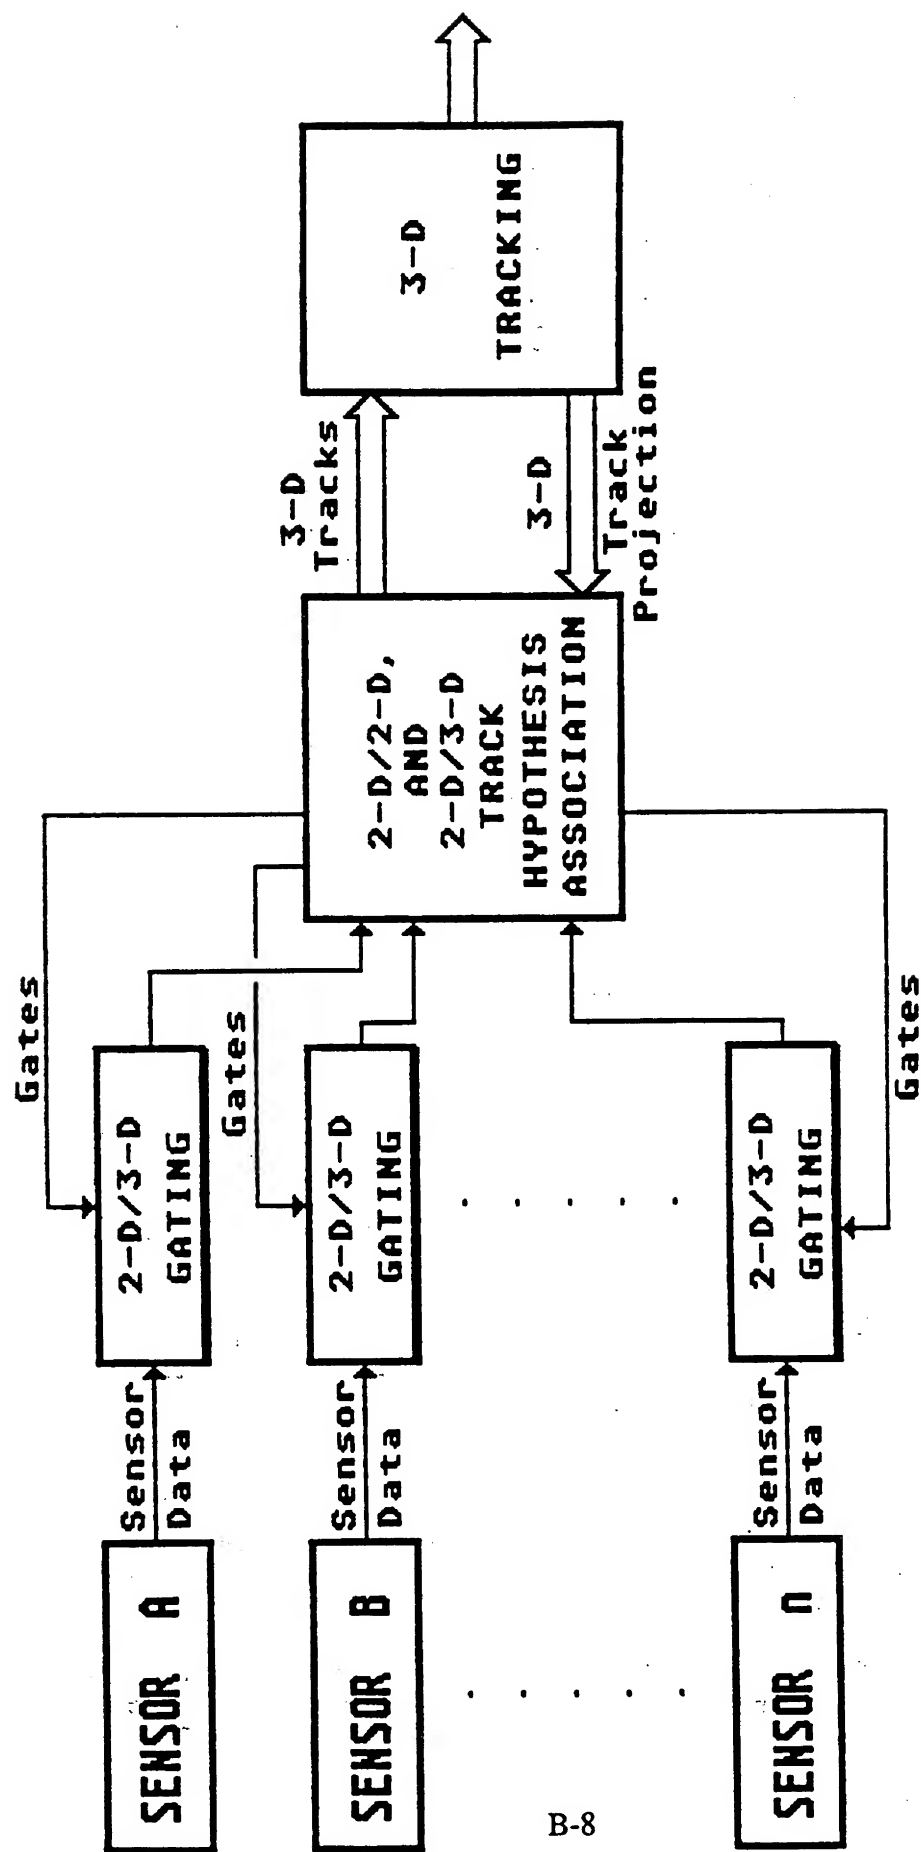 SENSOR A
Sensor
Data
2-D/3-D
GATING
Gates
SENSOR B
Sensor
Data
2-D/3-D
GATING
Gates
SENSOR n
Sensor
Data
2-D/3-D
GATING
Gates
2-D/2-D,
AND
2-D/3-D
TRACK
HYPOTHESIS
ASSOCIATION
3-D
Tracks
3-D
Track
Projection
3-D
TRACKING
B-8